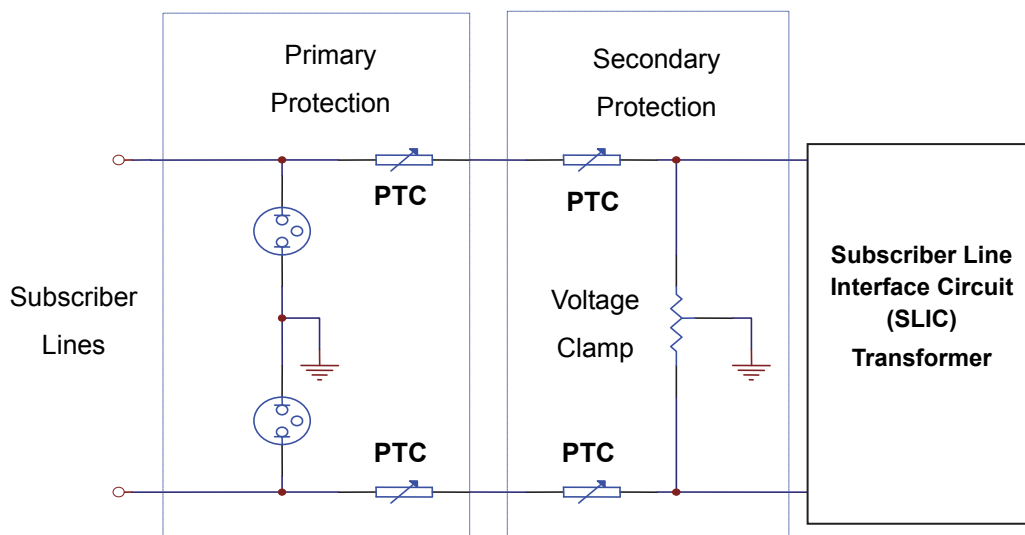 Primary
Protection
Secondary
Protection
PTC
PTC
Subscriber
Lines
Voltage
Clamp
Subscriber Line
Interface Circuit
(SLIC)
Transformer
PTC
PTC